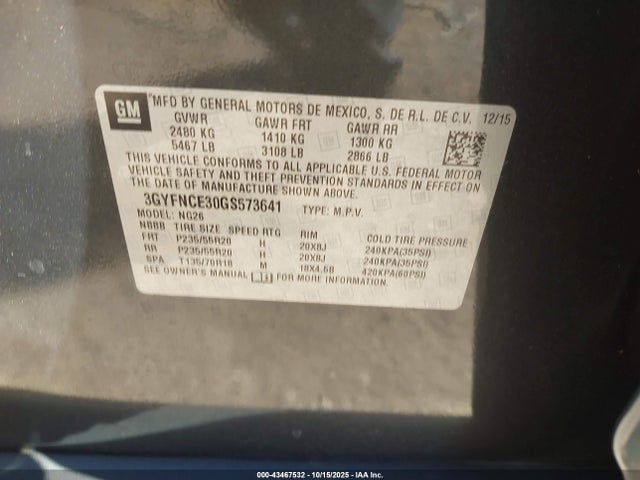 GM
MFD BY GENERAL MOTORS DE MEXICO, S. DE R.L. DE C.V. 12/15
GVWR GAWR FRT GAWR RR
2480 KG 1410 KG 1300 KG
5467 LB 3108 LB 2866 LB
THIS VEHICLE CONFORMS TO ALL APPLICABLE U.S. FEDERAL MOTOR
VEHICLE SAFETY AND THEFT PREVENTION STANDARDS IN EFFECT ON
THE DATE OF MANUFACTURE SHOWN ABOVE.
3GYFNCE30GS573641 TYPE: M.P.V.
MODEL: NG26
NBBB TIRE SIZE SPEED RTG RIM COLD TIRE PRESSURE
FRT P235/55R20 H 20X8J 240KPA(35PSI)
RR P235/55R20 H 20X8J 240KPA(35PSI)
SPA T135/70R18 M 18X4.5B 420KPA(60PSI)
SEE OWNER'S MANUAL FOR MORE INFORMATION.
000-43467532 - 10/15/2025 - IAA Inc.